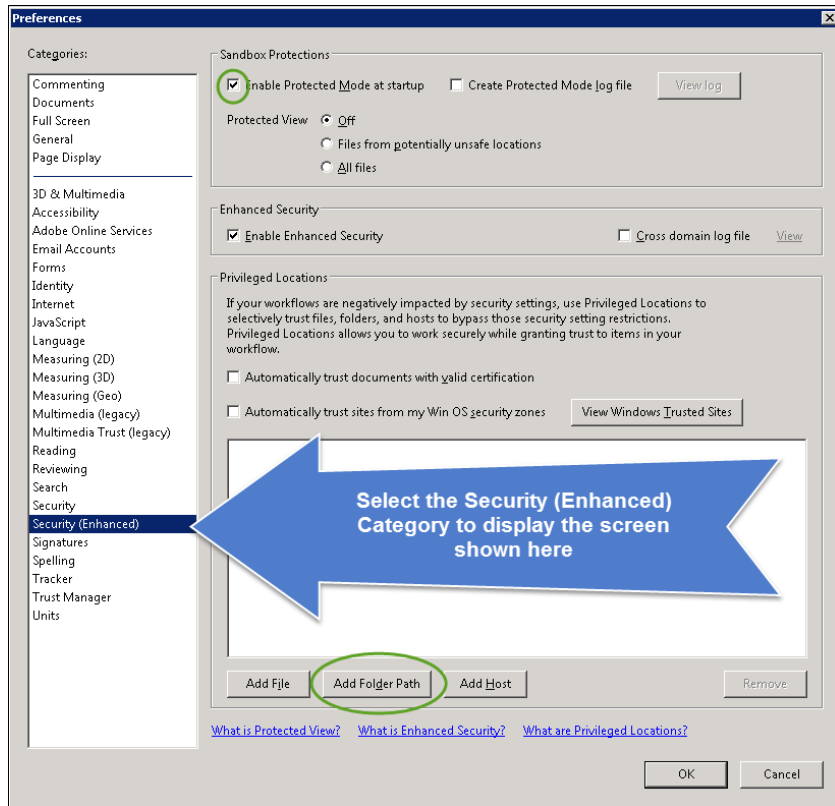 Preferences
Categories:
Commenting
Documents
Full Screen
General
Page Display
3D & Multimedia
Accessibility
Adobe Online Services
Email Accounts
Forms
Identity
Internet
JavaScript
Language
Measuring (2D)
Measuring (3D)
Measuring (Geo)
Multimedia (legacy)
Multimedia Trust (legacy)
Reading
Reviewing
Search
Security
Security (Enhanced)
Signatures
Spelling
Tracker
Trust Manager
Units
Sandbox Protections
Enable Protected Mode at startup
Create Protected Mode log file
View log
Protected View
Off
Files from potentially unsafe locations
All files
Enhanced Security
Enable Enhanced Security
Cross domain log file
View
Privileged Locations
If your workflows are negatively impacted by security settings, use Privileged Locations to
selectively trust files, folders, and hosts to bypass those security setting restrictions.
Privileged Locations allows you to work securely while granting trust to items in your
workflow.
Automatically trust documents with valid certification
Automatically trust sites from my Win OS security zones
View Windows Trusted Sites
Select the Security (Enhanced)
Category to display the screen
shown here
Add File
Add Folder Path
Add Host
Remove
What is Protected View?
What is Enhanced Security?
What are Privileged Locations?
OK
Cancel